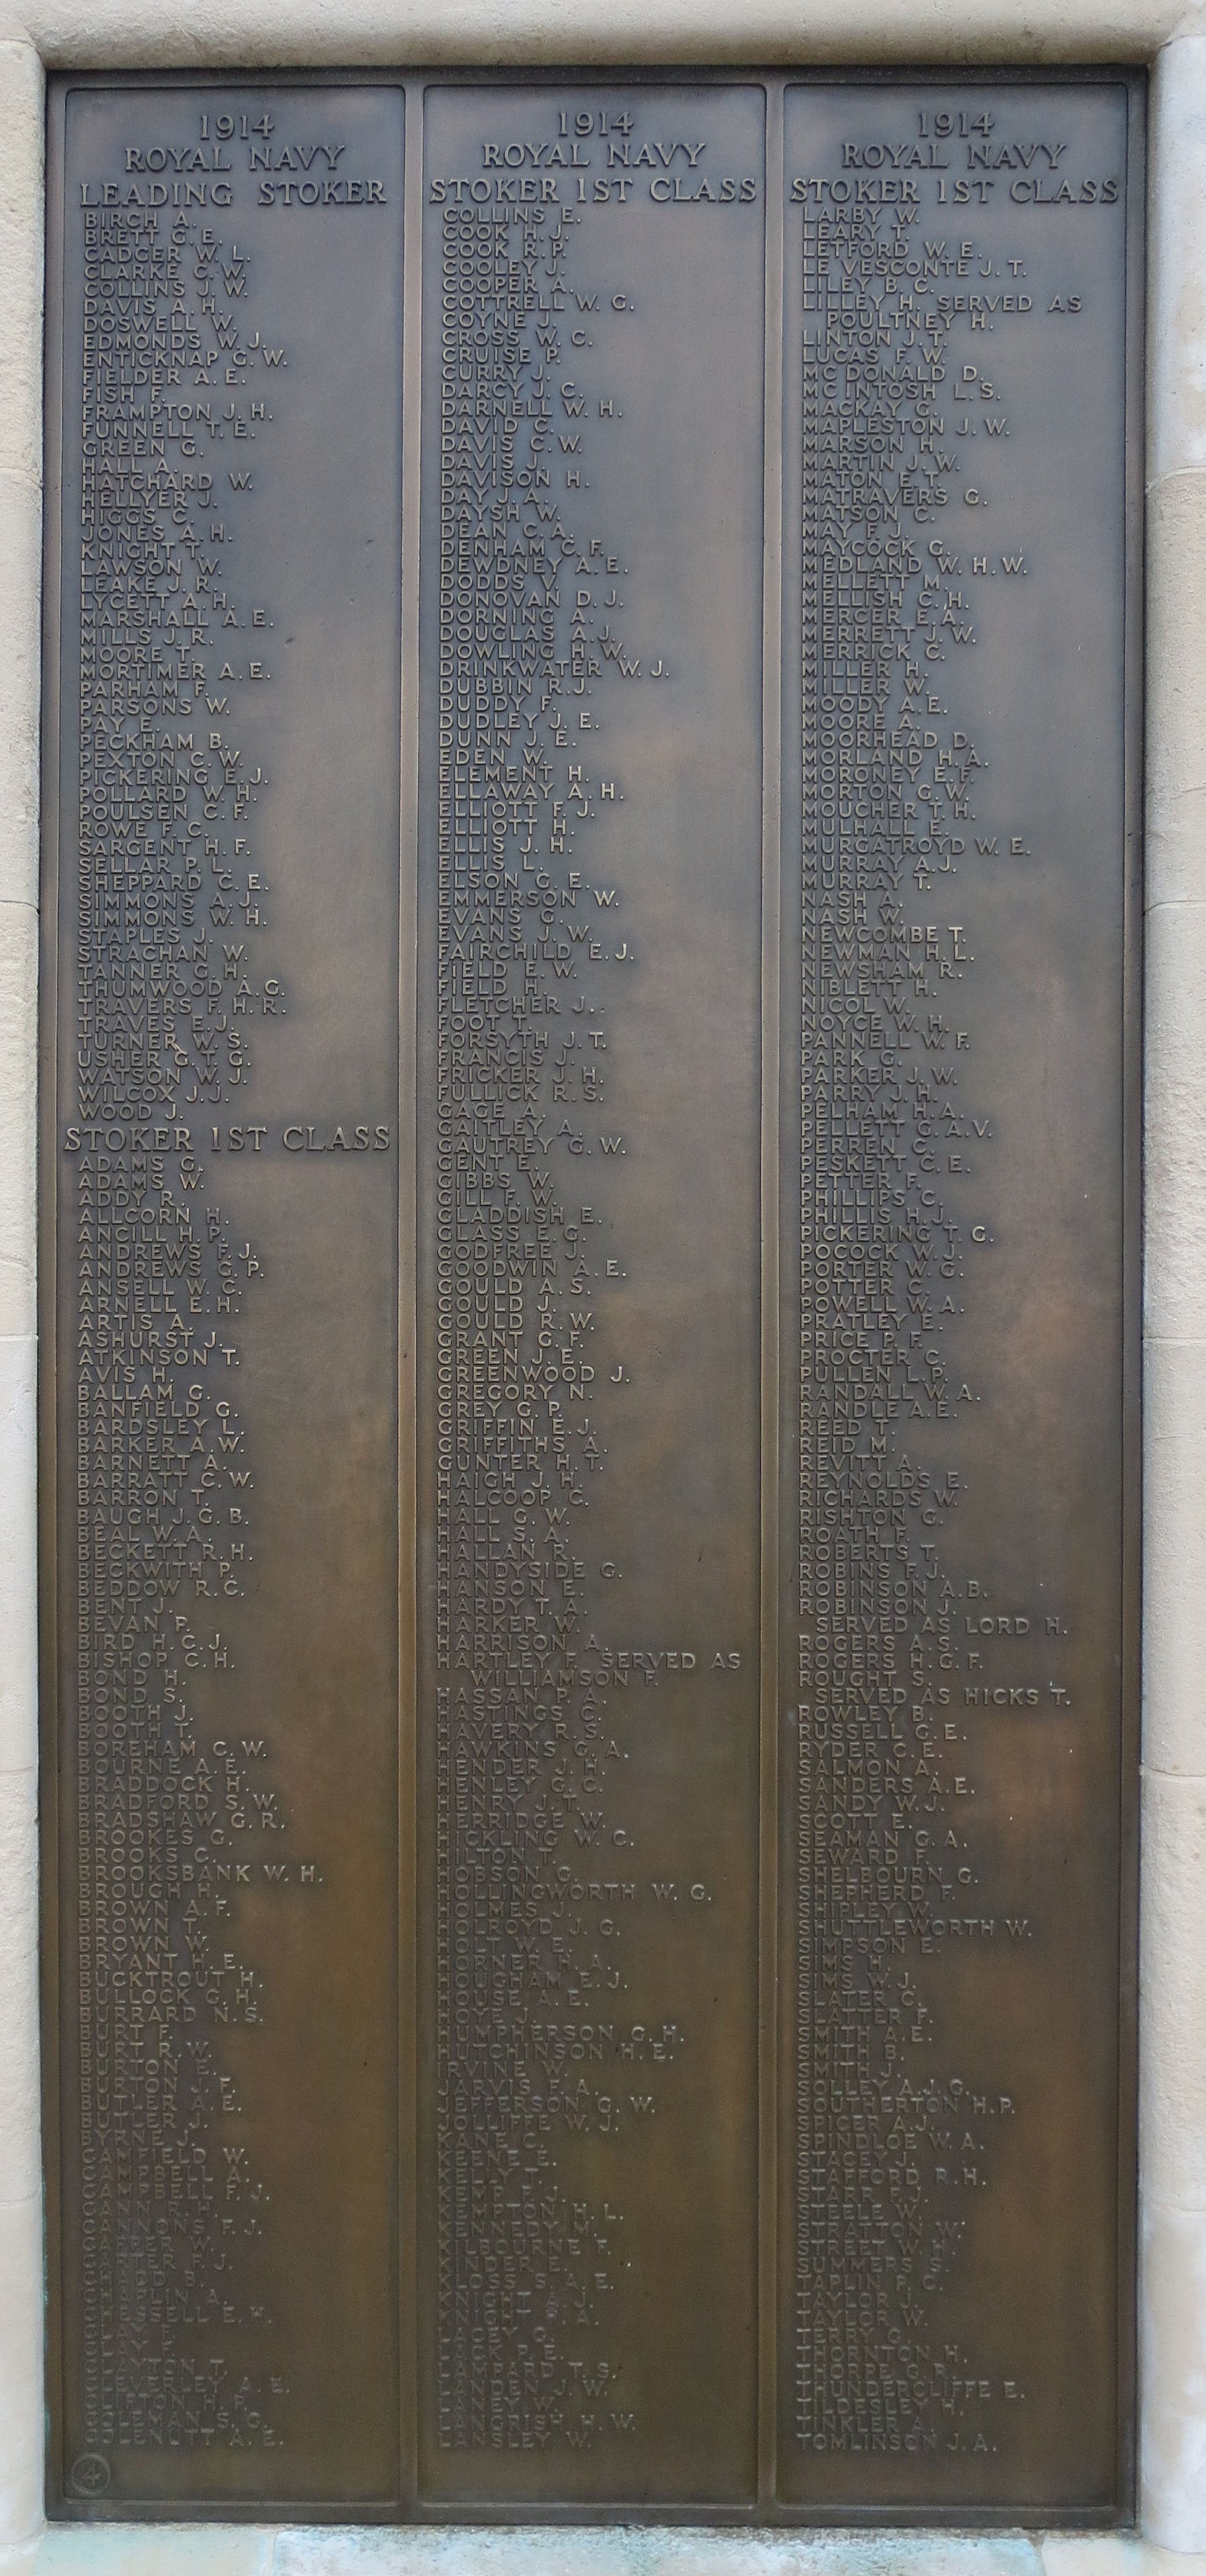 1914
ROYAL NAVY
LEADING STOKER
BIRCH A.
BRETT G. E.
CADGER W. L.
CLARKE C. W.
COLLINS J. W.
DAVIS A. H.
DOSWELL W.
EDMONDS W. J.
ENTICKNAP G. W.
FIELDER A. E.
FISH F.
FRAMPTON J. H.
FUNNELL T. E.
GREEN G.
HALL A.
HATCHARD W.
HELLYER J.
HIGGS C.
JONES A. H.
KNIGHT T.
LAWSON W.
LEAKE J. R.
LYCETT A. H.
MARSHALL A. E.
MILLS J. R.
MOORE T.
MORTIMER A. E.
PARHAM F.
PARSONS W.
PAY E.
PECKHAM B.
PEXTON C. W.
PICKERING E. J.
POLLARD W. H.
POULSEN C. F.
ROWE F. C.
SARGENT H. F.
SELLAR P. L.
SHEPPARD C. E.
SIMMONS A. J.
SIMMONS W. H.
STAPLES J.
STRACHAN W.
TANNER G. H.
THUMWOOD A. G.
TRAVERS F. H. R.
TRAVES E. J.
TURNER W. S.
USHER G. T. G.
WATSON W. J.
WILCOX J. J.
WOOD J.
STOKER 1ST CLASS
ADAMS G.
ADAMS W.
ADDY R.
ALLCORN H.
ANCILL H. P.
ANDREWS F. J.
ANDREWS G. P.
ANSELL W. C.
ARNELL E. H.
ARTIS A.
ASHURST J.
ATKINSON T.
AVIS H.
BALLAM G.
BANFIELD G.
BARDSLEY L.
BARKER A. W.
BARNETT A.
BARRATT C. W.
BARRON T.
BAUGH J. G. B.
BEAL W. A.
BECKETT R. H.
BECKWITH P.
BEDDOW R. C.
BENT J.
BEVAN P.
BIRD H. C. J.
BISHOP C. H.
BOND H.
BOND S.
BOOTH J.
BOOTH T.
BOREHAM C. W.
BOURNE A. E.
BRADDOCK H.
BRADFORD S. W.
BRADSHAW G. R.
BROOKES G.
BROOKS C.
BROOKSBANK W. H.
BROUGH H.
BROWN A. F.
BROWN T.
BROWN W.
BRYANT H. E.
BUCKTROUT H.
BULLOCK G. H.
BURRARD N. S.
BURT F.
BURT R. W.
BURTON E.
BURTON J. F.
BUTLER A. E.
BUTLER J.
BYRNE J.
CAMFIELD W.
CAMPBELL A.
CAMPBELL F. J.
CANN R. H.
CANNONS F. J.
CARTER F. J.
CHAPLIN A.
CHESSELL E. H.
CLAYTON T.
CLEVERLEY A. E.
CLIFTON H. P.
COLEMAN S. G.
COLENUTT A. E.
4
1914
ROYAL NAVY
STOKER 1ST CLASS
COLLINS E.
COOK H. J.
COOK R. P.
COOLEY J.
COOPER A.
COTTRELL W. G.
COYNE J.
CROSS W. C.
CRUISE P.
CURRY J.
DARCY J. C.
DARNELL W. H.
DAVID C.
DAVIS C. W.
DAVIS J.
DAVISON H.
DAY J. A.
DAYSH W.
DEAN C. A.
DENHAM C. F.
DEWDNEY A. E.
DODDS V.
DONOVAN D. J.
DORNING A.
DOUGLAS A. J.
DOWLING H. W.
DRINKWATER W. J.
DUBBIN R. J.
DUDDY F.
DUDLEY J. E.
DUNN J. E.
EDEN W.
ELEMENT H.
ELLAWAY A. H.
ELLIOTT F. J.
ELLIOTT H.
ELLIS J. H.
ELLIS L.
ELSON G. E.
EMMERSON W.
EVANS G.
EVANS J. W.
FAIRCHILD E. J.
FIELD E. W.
FIELD H.
FLETCHER J.
FOOT T.
FORSYTH J. T.
FRANCIS J.
FRICKER J. H.
FULLICK R. S.
GAGE A.
GAITLEY A.
GAUTREY G. W.
GENT E.
GIBBS W.
GILL F. W.
GLADDISH E.
GLASS E. G.
GODFREE J.
GOODWIN A. E.
GOULD A. S.
GOULD J.
GOULD R. W.
GRANT G. F.
GREEN J. E.
GREENWOOD J.
GREGORY N.
GREY G. P.
GRIFFIN E. J.
GRIFFITHS A.
GUNTER H. T.
HAIGH J. H.
HALCOOP C.
HALL G. W.
HALL S. A.
HALLAN R.
HANDYSIDE G.
HANSON E.
HARDY T. A.
HARKER W.
HARRISON A.
HARTLEY F. SERVED AS
WILLIAMSON F.
HASSAN P. A.
HASTINGS C.
HAVERY R. S.
HAWKINS G. A.
HENDER J. H.
HENLEY G. C.
HENRY J. T.
HERRIDGE W.
HICKLING W. C.
HILTON T.
HOBSON G.
HOLLINGWORTH W. G.
HOLMES J.
HOLROYD J. G.
HOLT W. E.
HORNER H. A.
HOUGHAM E. J.
HOUSE A. E.
HOYE J.
HUMPHERSON G. H.
HUTCHINSON H. E.
IRVINE W.
JARVIS F. A.
JEFFERSON G. W.
JOLLIFFE W. J.
KANE C.
KEENE E.
KELLY T.
KEMP F. J.
KEMPTON H. L.
KENNEDY M.
KILBOURNE F.
KINDER E.
KLOSS S. A. E.
KNIGHT A. J.
KNIGHT A.
LACEY G.
LACK P. E.
LAMPARD T. S.
LANDEN J. W.
LANEY W.
LANGRISH H. W.
LANSLEY W.
1914
ROYAL NAVY
STOKER 1ST CLASS
LARBY W.
LEARY T.
LETFORD W. E.
LE VESCONTE J. T.
LILEY B. C.
LILLEY H. SERVED AS
POULTNEY H.
LINTON J. T.
LUCAS F. W.
MC DONALD D.
MC INTOSH L. S.
MACKAY G.
MAPLESTON J. W.
MARSON H.
MARTIN J. W.
MATON E. T.
MATRAVERS G.
MATSON C.
MAY F. J.
MAYCOCK G.
MEDLAND W. H. W.
MELLETT M.
MELLISH C. H.
MERCER E. A.
MERRETT J. W.
MERRICK C.
MILLER H.
MILLER W.
MOODY A. E.
MOORE A.
MOORHEAD D.
MORLAND H. A.
MORONEY E. F.
MORTON G. W.
MOUCHER T. H.
MULHALL E.
MURGATROYD W. E.
MURRAY A. J.
MURRAY T.
NASH A.
NASH W.
NEWCOMBE T.
NEWMAN H. L.
NEWSHAM R.
NIBLETT H.
NICOL W.
NOYCE W. H.
PANNELL W. F.
PARK G.
PARKER J. W.
PARRY J. H.
PELHAM H. A.
PELLETT G. A. V.
PERREN C.
PESKETT C. E.
PETTER F.
PHILLIPS C.
PHILLIS H. J.
PICKERING T. G.
POCOCK W. J.
PORTER W. G.
POTTER C.
POWELL W. A.
PRATLEY E.
PRICE P. F.
PROCTER C.
PULLEN L. P.
RANDALL W. A.
RANDLE A. E.
REED T.
REID M.
REVITT A.
REYNOLDS E.
RICHARDS W.
RISHTON G.
ROATH F.
ROBERTS T.
ROBINS F. J.
ROBINSON A. B.
ROBINSON J.
SERVED AS LORD H.
ROGERS A. S.
ROGERS H. G. F.
ROUGHT S.
SERVED AS HICKS T.
ROWLEY B.
RUSSELL G. E.
RYDER C. E.
SALMON A.
SANDERS A. E.
SANDY W. J.
SCOTT E.
SEAMAN G. A.
SEWARD F.
SHELBOURN G.
SHEPHERD F.
SHIPLEY W.
SHUTTLEWORTH W.
SIMPSON E.
SIMS H.
SIMS W. J.
SLATER C.
SLATTER F.
SMITH A. E.
SMITH B.
SMITH J.
SOLLEY A. J. G.
SOUTHERTON H. P.
SPICER A. J.
SPINDLOE W. A.
STACEY J.
STAFFORD R. H.
STARR F. J.
STEELE W.
STRATTON W.
STREET W. H.
SUMMERS S.
TAPLIN F. C.
TAYLOR J.
TAYLOR W.
TERRY G.
THORNTON H.
THORPE G. R.
THUNDERCLIFFE E.
TILDESLEY H.
TINKLER A.
TOMLINSON J. A.